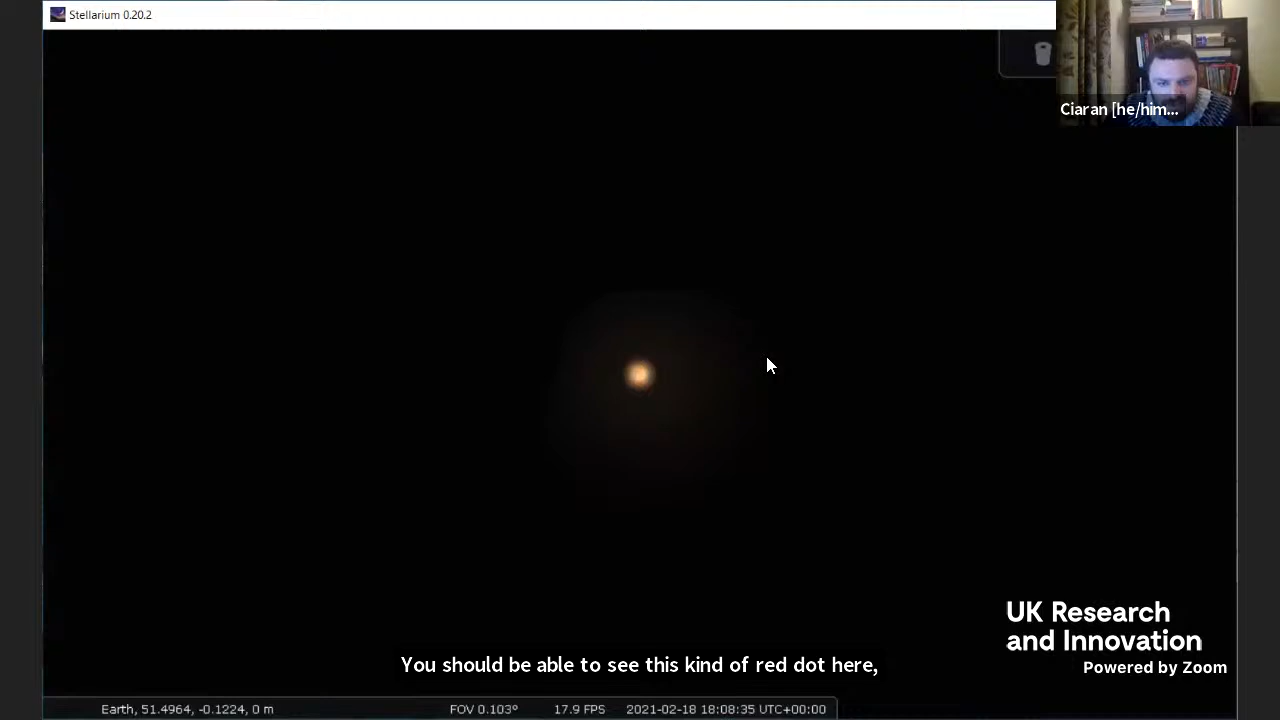 Stellarium 0.20.2
Ciaran [he/him...
UK Research
and Innovation
Powered by Zoom
You should be able to see this kind of red dot here,
Earth, 51.4964, -0.1224, 0 m
FOV 0.103°
17.9 FPS
2021-02-18 18:08:35 UTC+00:00